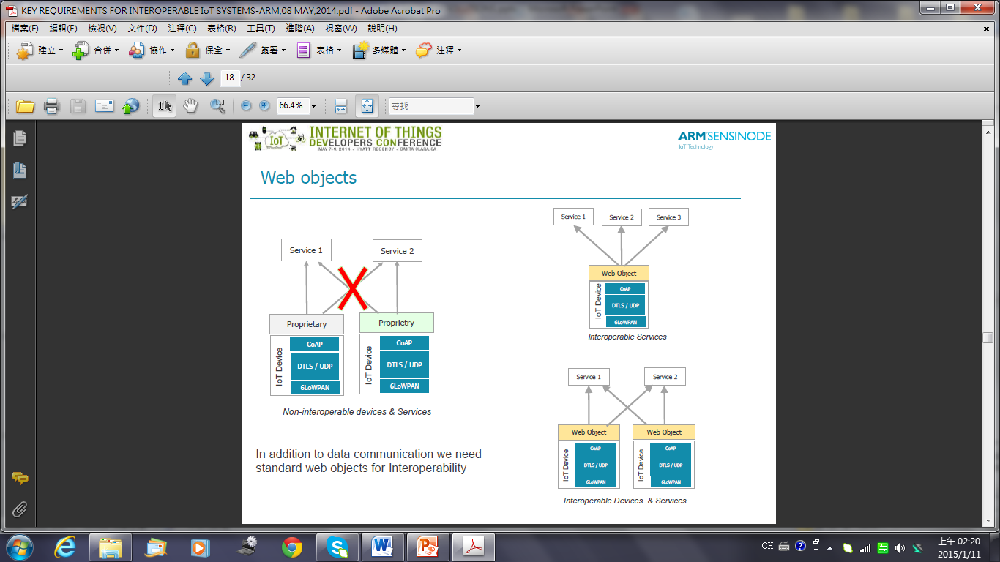 KEY REQUIREMENTS FOR INTEROPERABLE IoT SYSTEMS-ARM,08 MAY,2014.pdf - Adobe Acrobat Pro
檔案(F) 編輯(E) 檢視(V) 文件(D) 注釋(C) 表格(R) 工具(T) 進階(A) 視窗(W) 說明(H)
建立 合併 協作 保全 簽署 表格 多媒體 注釋
18 / 32
66.4% 尋找
IoT
INTERNET OF THINGS
DEVELOPERS CONFERENCE
MAY 7-8, 2014 • HYATT REGENCY • SANTA CLARA, CA
ARMSENSINODE
IoT Technology
Web objects
Service 1
Service 2
Proprietary
Proprietry
IoT Device
CoAP
DTLS / UDP
6LoWPAN
IoT Device
CoAP
DTLS / UDP
6LoWPAN
Non-interoperable devices & Services
In addition to data communication we need
standard web objects for Interoperability
Service 1
Service 2
Service 3
Web Object
IoT Device
CoAP
DTLS / UDP
6LoWPAN
Interoperable Services
Service 1
Service 2
Web Object
Web Object
IoT Device
CoAP
DTLS / UDP
6LoWPAN
IoT Device
CoAP
DTLS / UDP
6LoWPAN
Interoperable Devices & Services
CH
上午 02:20
2015/1/11